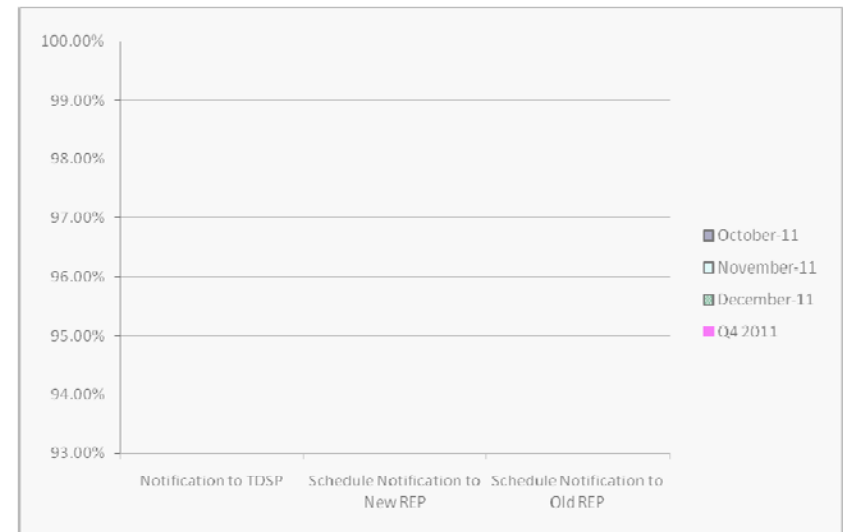 100.00%
99.00%
98.00%
97.00%
96.00%
95.00%
94.00%
93.00%
October-11
November-11
December-11
Q4 2011
Notification to TDSP
Schedule Notification to
New REP
Schedule Notification to
Old REP